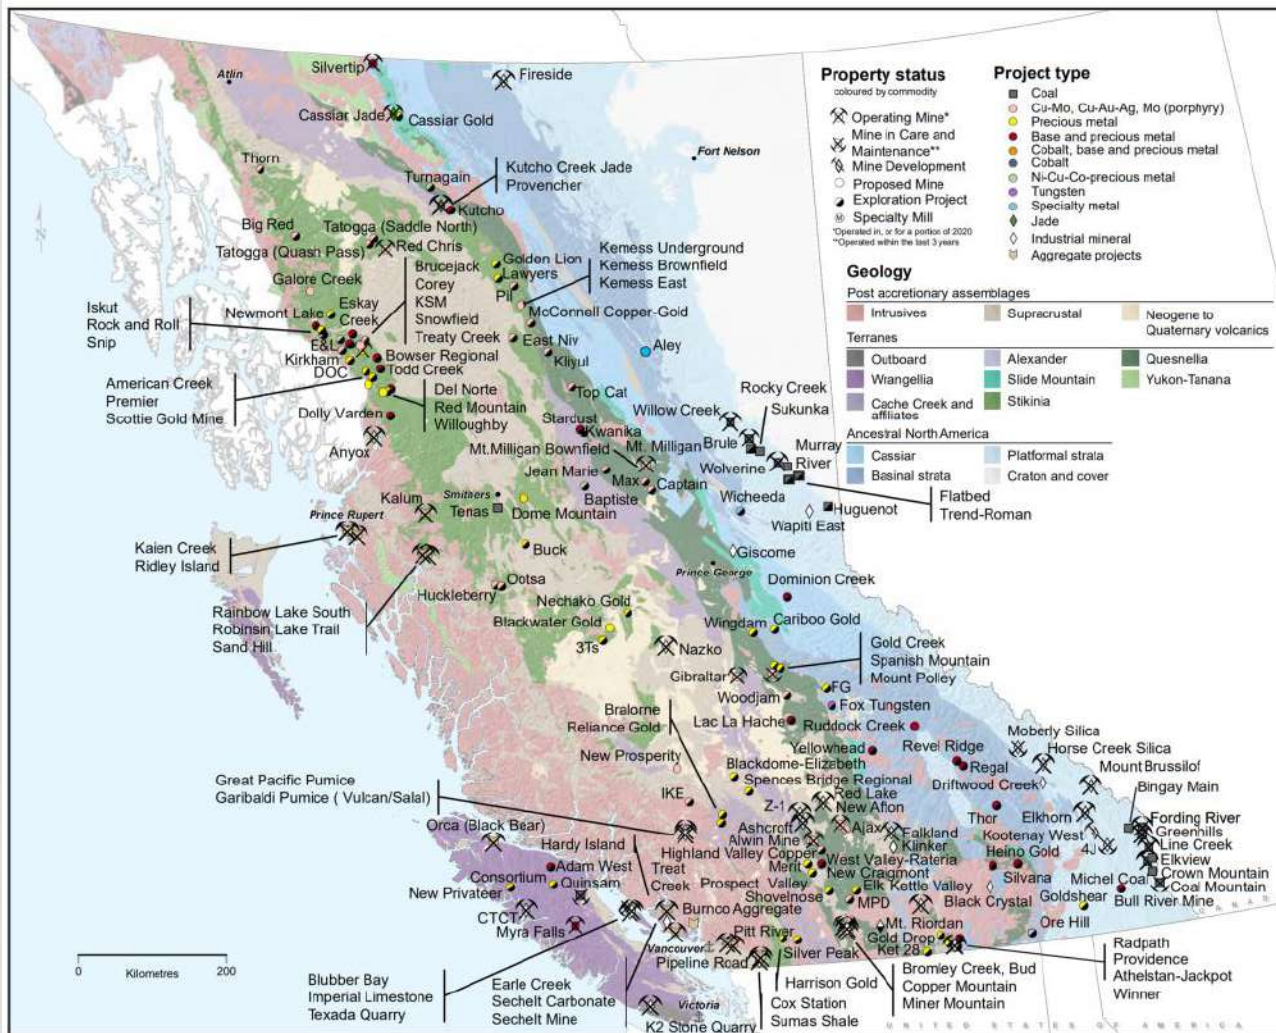 Silvertip
Fireside
Atlin
Cassiar Jade
Cassiar Gold
Fort Nelson
Thorn
Turnagain
Kutcho Creek Jade
Provencher
Kutcho
Big Red
Tatogga (Saddle North)
Red Chris
Tatogga (Quash Pass)
Galore Creek
Brucejack
Corey
KSM
Snowfield
Treaty Creek
Golden Lion
Lawyers
Pil
Kemess Underground
Kemess Brownfield
Kemess East
McConnell Copper-Gold
Iskut
Rock and Roll
Snip
Newmont Lake
Eskay
Creek
E&L
Kirkham
DOC
Bowser Regional
Todd Creek
East Niv
Kliyul
Aley
American Creek
Premier
Scottie Gold Mine
Del Norte
Red Mountain
Willoughby
Dolly Varden
Anyox
Top Cat
Stardust
Kwanika
Mt.Milligan Bownfield
Mt. Milligan
Jean Marie
Max
Captain
Baptiste
Rocky Creek
Willow Creek
Sukunka
Brule
Murray
River
Wolverine
Wicheeda
Wapiti East
Huguenot
Flatbed
Trend-Roman
Kalum
Smithers
Tenas
Dome Mountain
Prince Rupert
Kaien Creek
Ridley Island
Buck
Giscome
Prince George
Ootsa
Huckleberry
Nechako Gold
Blackwater Gold
3Ts
Dominion Creek
Wingdam
Cariboo Gold
Rainbow Lake South
Robinsin Lake Trail
Sand Hill
Nazko
Gibraltar
Gold Creek
Spanish Mountain
Mount Polley
Woodjam
FG
Fox Tungsten
Bralorne
Reliance Gold
Lac La Hache
Ruddock Creek
New Prosperity
Yellowhead
Revel Ridge
Regal
Moberly Silica
Horse Creek Silica
Mount Brussilof
Driftwood Creek
Bingay Main
Great Pacific Pumice
Garibaldi Pumice ( Vulcan/Salal)
Blackdome-Elizabeth
Spences Bridge Regional
IKE
Z-1
Red Lake
New Afton
Thor
Elkhorn
Fording River
Greenhills
Line Creek
Elkview
Crown Mountain
Coal Mountain
Orca (Black Bear)
Hardy Island
Ashcroft
Ajax
Falkland
Klinker
Kootenay West
4J
Alwin Mine
Highland Valley Copper
West Valley-Rateria
Heino Gold
Adam West
Treat
Creek
Merit
New Craigmont
Silvana
Michel Coal
Consortium
Quinsam
Prospect Valley
Shovelnose
Elk Kettle Valley
Black Crystal
Goldshear
Bull River Mine
New Privateer
CTCT
Myra Falls
Burnco Aggregate
MPD
Mt. Riordan
Ore Hill
Vancouver
Pitt River
Gold Drop
Pipeline Road
Silver Peak
Ket 28
Blubber Bay
Imperial Limestone
Texada Quarry
Earle Creek
Sechelt Carbonate
Sechelt Mine
Harrison Gold
Cox Station
Sumas Shale
Bromley Creek, Bud
Copper Mountain
Miner Mountain
Radpath
Providence
Athelstan-Jackpot
Winner
K2 Stone Quarry
Victoria
0
200
Kilometres
CANADA
UNITED STATES OF AMERICA
Property status
coloured by commodity
Operating Mine*
Mine in Care and
Maintenance**
Mine Development
Proposed Mine
Exploration Project
M
Specialty Mill
*Operated in, or for a portion of 2020
**Operated within the last 3 years
Project type
Coal
Cu-Mo, Cu-Au-Ag, Mo (porphyry)
Precious metal
Base and precious metal
Cobalt, base and precious metal
Cobalt
Ni-Cu-Co-precious metal
Tungsten
Specialty metal
Jade
Industrial mineral
Aggregate projects
Geology
Post accretionary assemblages
Intrusives
Supracrustal
Neogene to
Quaternary volcanics
Terranes
Outboard
Alexander
Quesnellia
Wrangellia
Slide Mountain
Yukon-Tanana
Cache Creek and
affiliates
Stikinia
Ancestral North America
Cassiar
Platformal strala
Basinal strata
Craton and cover